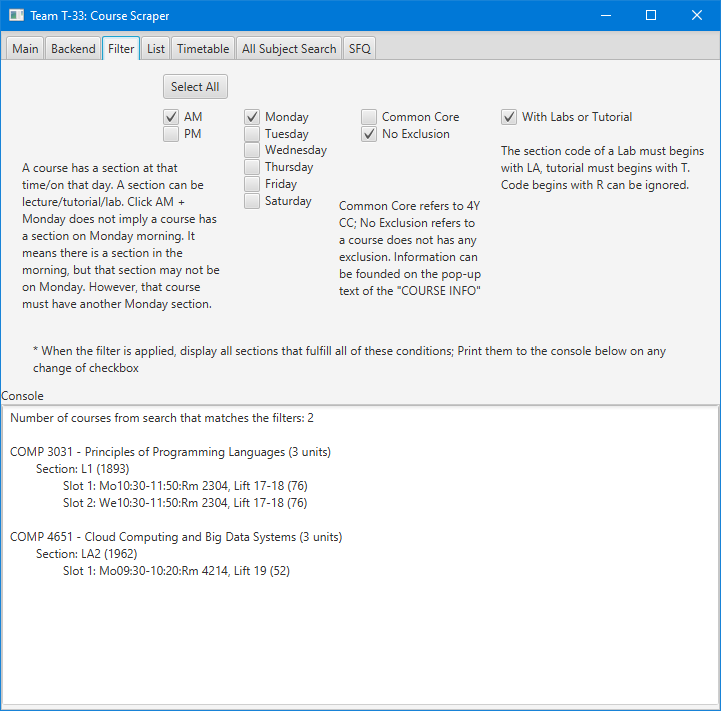 Team T-33: Course Scraper
Main Backend Filter List Timetable All Subject Search SFQ
Select All
AM
PM
Monday
Tuesday
Wednesday
Thursday
Friday
Saturday
Common Core
No Exclusion
With Labs or Tutorial
A course has a section at that
time/on that day. A section can be
lecture/tutorial/lab. Click AM +
Monday does not imply a course has
a section on Monday morning. It
means there is a section in the
morning, but that section may not be
on Monday. However, that course
must have another Monday section.
Common Core refers to 4Y
CC; No Exclusion refers to
a course does not has any
exclusion. Information can
be founded on the pop-up
text of the "COURSE INFO"
The section code of a Lab must begins
with LA, tutorial must begins with T.
Code begins with R can be ignored.
* When the filter is applied, display all sections that fulfill all of these conditions; Print them to the console below on any
change of checkbox
Console
Number of courses from search that matches the filters: 2
COMP 3031 - Principles of Programming Languages (3 units)
Section: L1 (1893)
Slot 1: Mo10:30-11:50:Rm 2304, Lift 17-18 (76)
Slot 2: We10:30-11:50:Rm 2304, Lift 17-18 (76)
COMP 4651 - Cloud Computing and Big Data Systems (3 units)
Section: LA2 (1962)
Slot 1: Mo09:30-10:20:Rm 4214, Lift 19 (52)